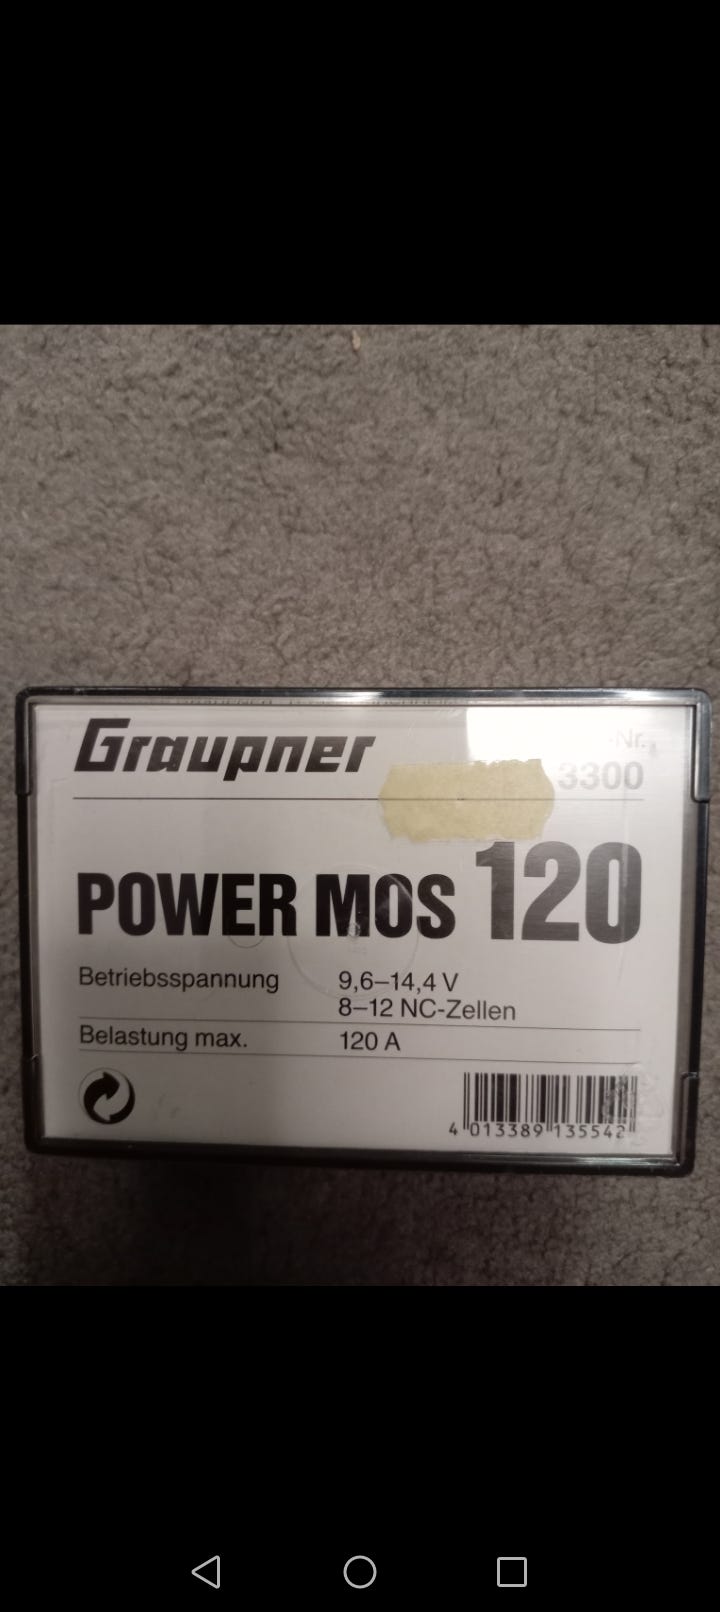 Graupner
-Nr.
3300
POWER MOS 120
Betriebsspannung 9,6–14,4 V
8–12 NC-Zellen
Belastung max. 120 A
4 013389 135542